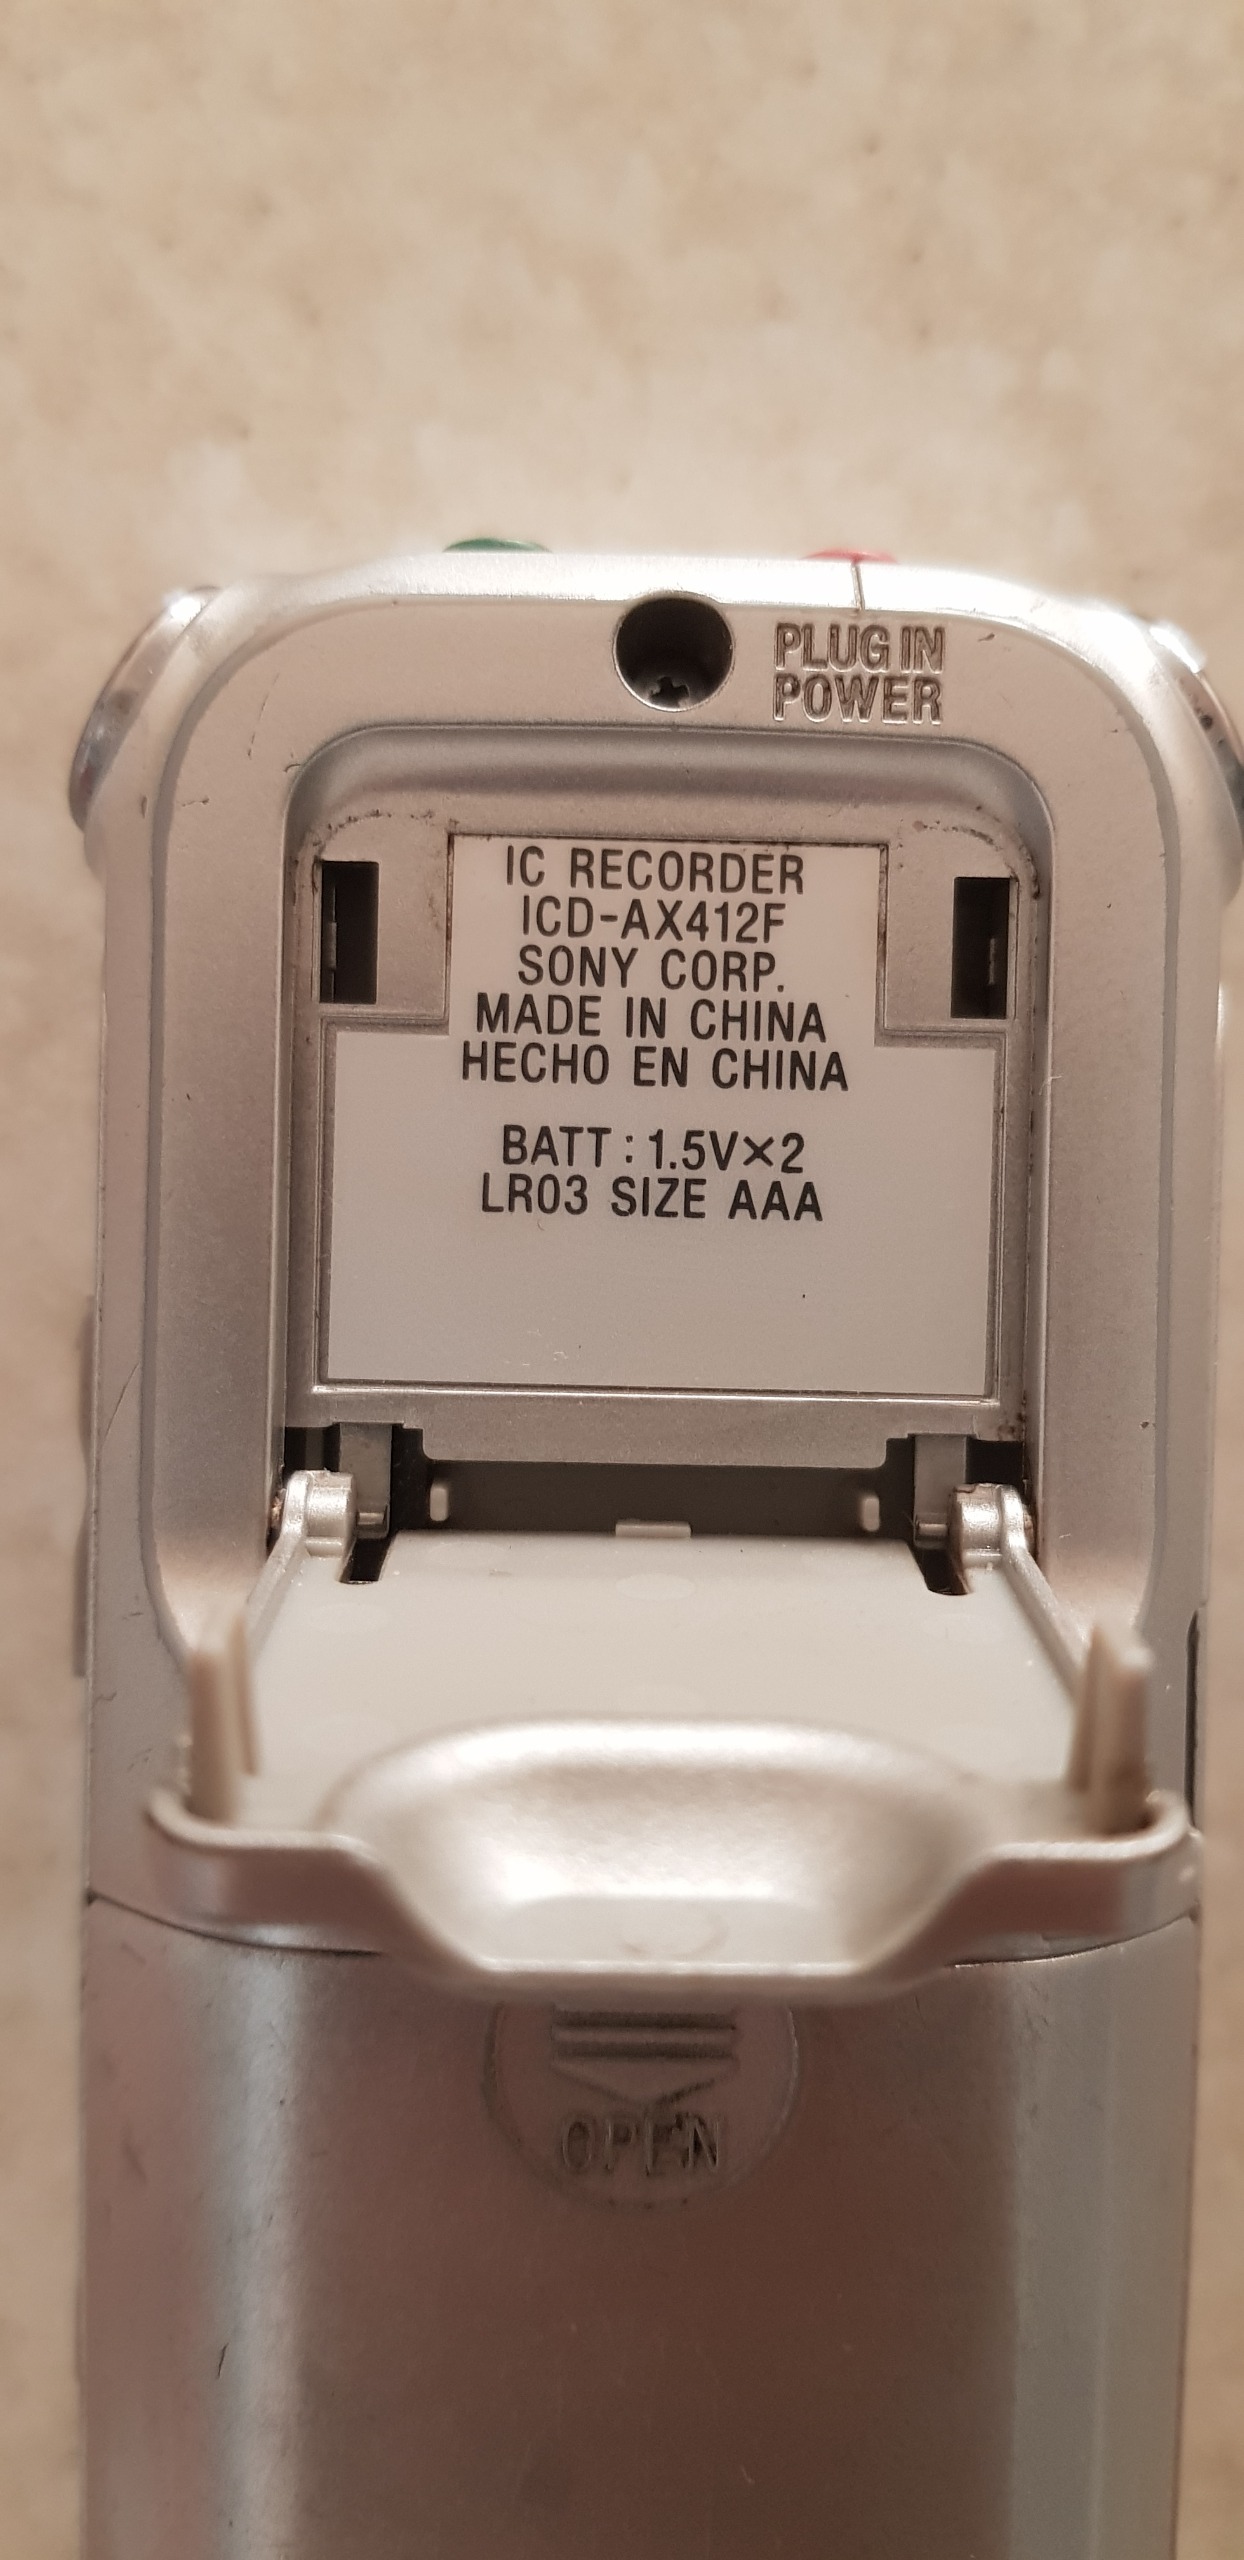 PLUG IN
POWER
IC RECORDER
ICD-AX412F
SONY CORP.
MADE IN CHINA
HECHO EN CHINA
BATT : 1.5V×2
LR03 SIZE AAA
OPEN